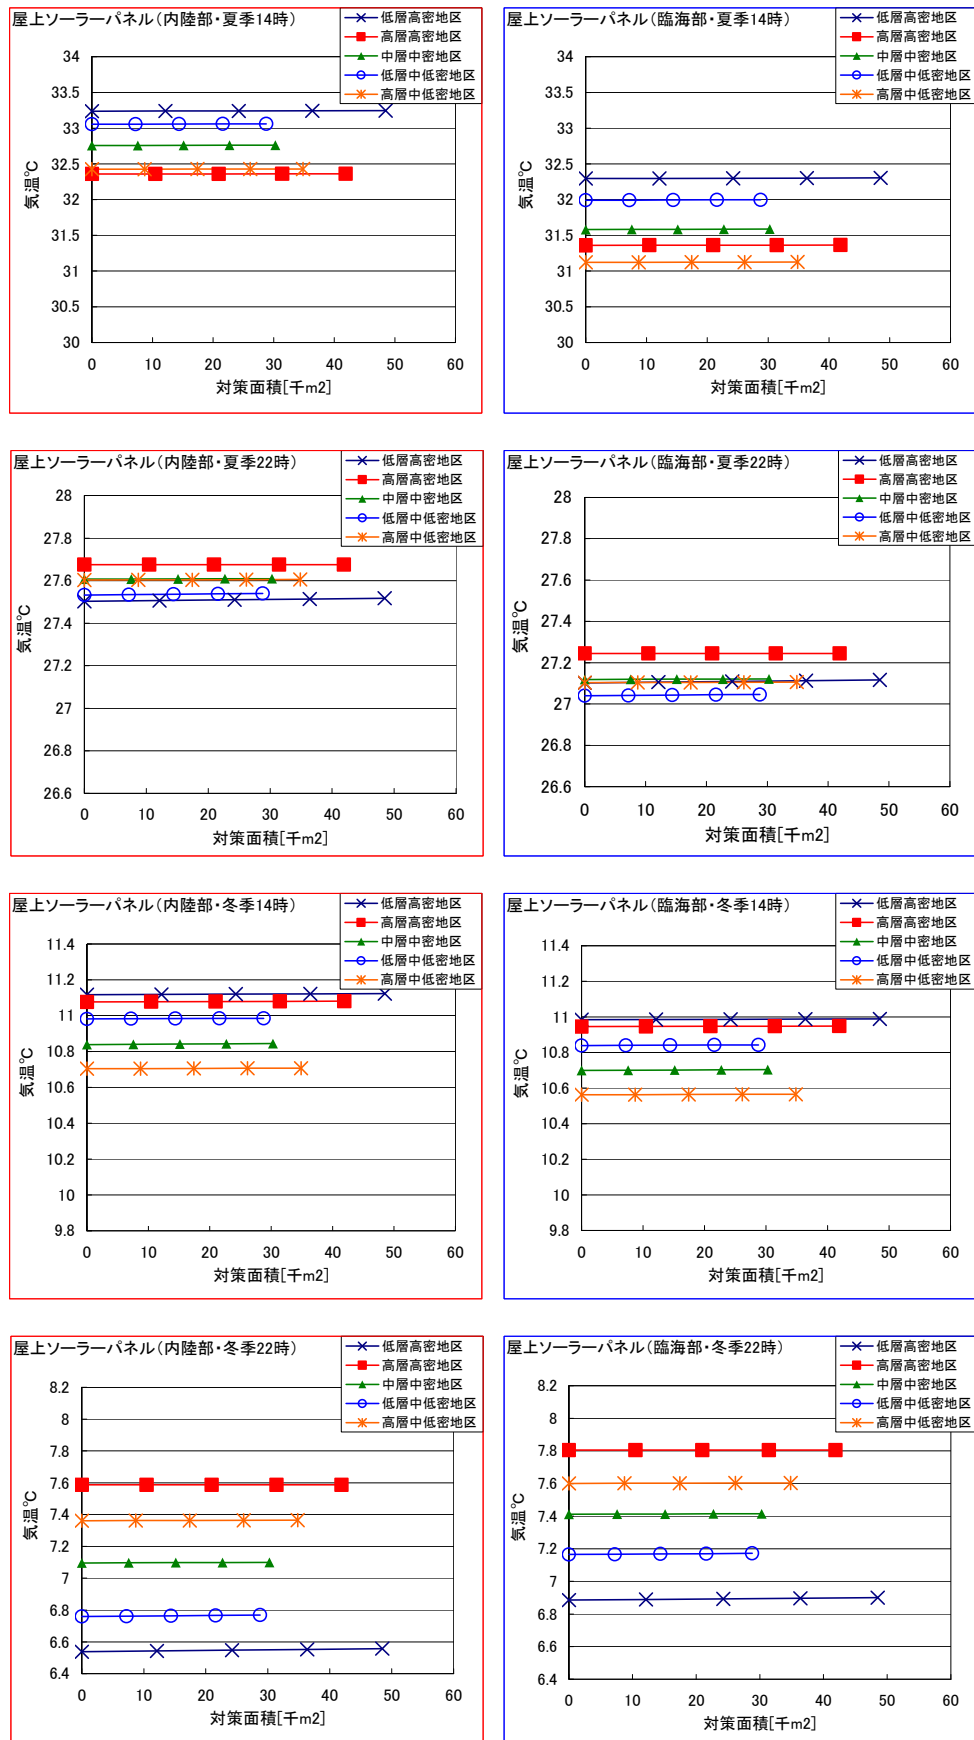 屋上ソーラーパネル(内陸部・夏季14時)
低層高密地区
高層高密地区
中層中密地区
低層中低密地区
高層中低密地区
34
33.5
33
32.5
32
31.5
31
30.5
30
気温℃
0 10 20 30 40 50 60
対策面積[千m2]
屋上ソーラーパネル(臨海部・夏季14時)
低層高密地区
高層高密地区
中層中密地区
低層中低密地区
高層中低密地区
34
33.5
33
32.5
32
31.5
31
30.5
30
気温℃
0 10 20 30 40 50 60
対策面積[千m2]
屋上ソーラーパネル(内陸部・夏季22時)
低層高密地区
高層高密地区
中層中密地区
低層中低密地区
高層中低密地区
28
27.8
27.6
27.4
27.2
27
26.8
26.6
気温℃
0 10 20 30 40 50 60
対策面積[千m2]
屋上ソーラーパネル(臨海部・夏季22時)
低層高密地区
高層高密地区
中層中密地区
低層中低密地区
高層中低密地区
28
27.8
27.6
27.4
27.2
27
26.8
26.6
気温℃
0 10 20 30 40 50 60
対策面積[千m2]
屋上ソーラーパネル(内陸部・冬季14時)
低層高密地区
高層高密地区
中層中密地区
低層中低密地区
高層中低密地区
11.4
11.2
11
10.8
10.6
10.4
10.2
10
9.8
気温℃
0 10 20 30 40 50 60
対策面積[千m2]
屋上ソーラーパネル(臨海部・冬季14時)
低層高密地区
高層高密地区
中層中密地区
低層中低密地区
高層中低密地区
11.4
11.2
11
10.8
10.6
10.4
10.2
10
9.8
気温℃
0 10 20 30 40 50 60
対策面積[千m2]
屋上ソーラーパネル(内陸部・冬季22時)
低層高密地区
高層高密地区
中層中密地区
低層中低密地区
高層中低密地区
8.2
8
7.8
7.6
7.4
7.2
7
6.8
6.6
6.4
気温℃
0 10 20 30 40 50 60
対策面積[千m2]
屋上ソーラーパネル(臨海部・冬季22時)
低層高密地区
高層高密地区
中層中密地区
低層中低密地区
高層中低密地区
8.2
8
7.8
7.6
7.4
7.2
7
6.8
6.6
6.4
気温℃
0 10 20 30 40 50 60
対策面積[千m2]